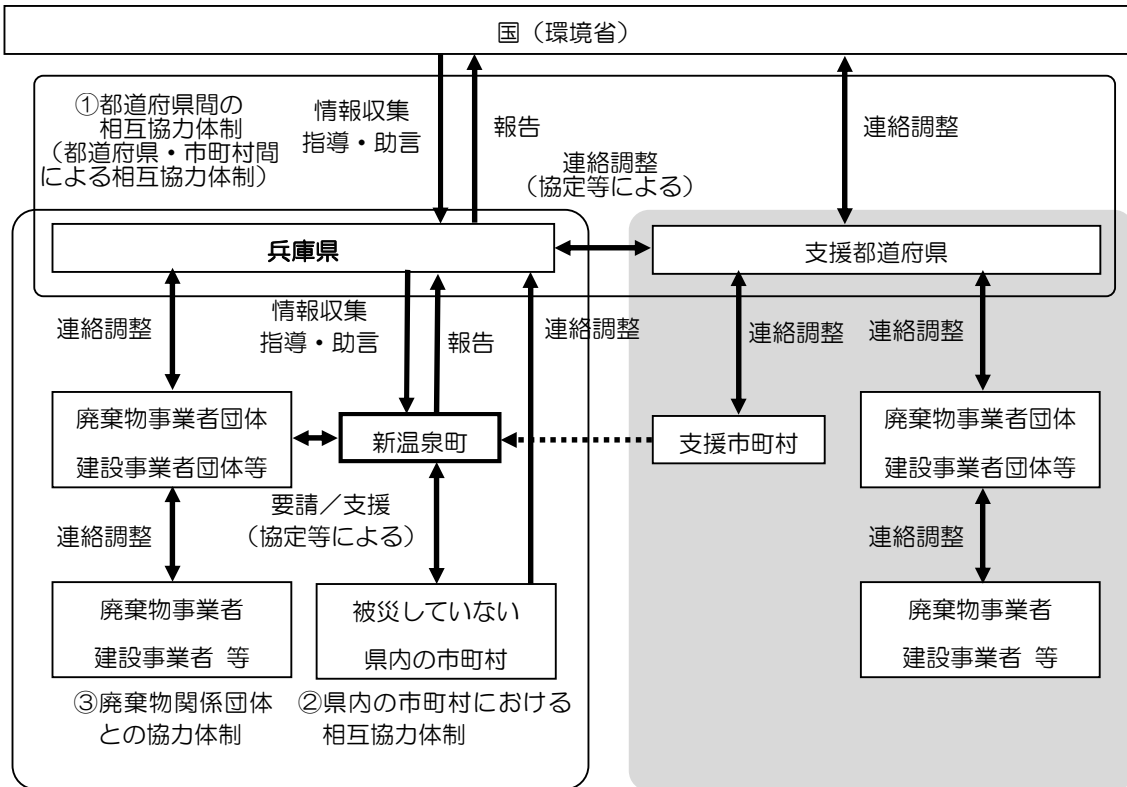 国（環境省）
①都道府県間の
相互協力体制
（都道府県・市町村間
による相互協力体制）
情報収集
指導・助言
報告
連絡調整
（協定等による）
連絡調整
兵庫県
支援都道府県
連絡調整
情報収集
指導・助言
報告
連絡調整
連絡調整
連絡調整
廃棄物事業者団体
建設事業者団体等
新温泉町
支援市町村
廃棄物事業者団体
建設事業者団体等
連絡調整
要請／支援
（協定等による）
連絡調整
廃棄物事業者
建設事業者 等
被災していない
県内の市町村
廃棄物事業者
建設事業者 等
③廃棄物関係団体
との協力体制
②県内の市町村における
相互協力体制